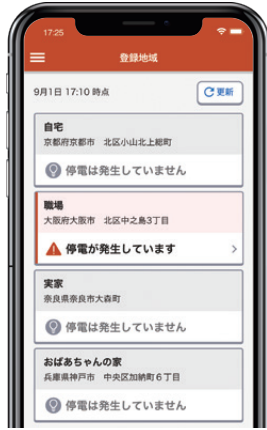 17:25
登録地域
9月1日 17:10 時点
更新
自宅
京都府京都市 北区小山北上総町
停電は発生していません
職場
大阪府大阪市 北区中之島3丁目
停電が発生しています
実家
奈良県奈良市大森町
停電は発生していません
おばあちゃんの家
兵庫県神戸市 中央区加納町6丁目
停電は発生していません